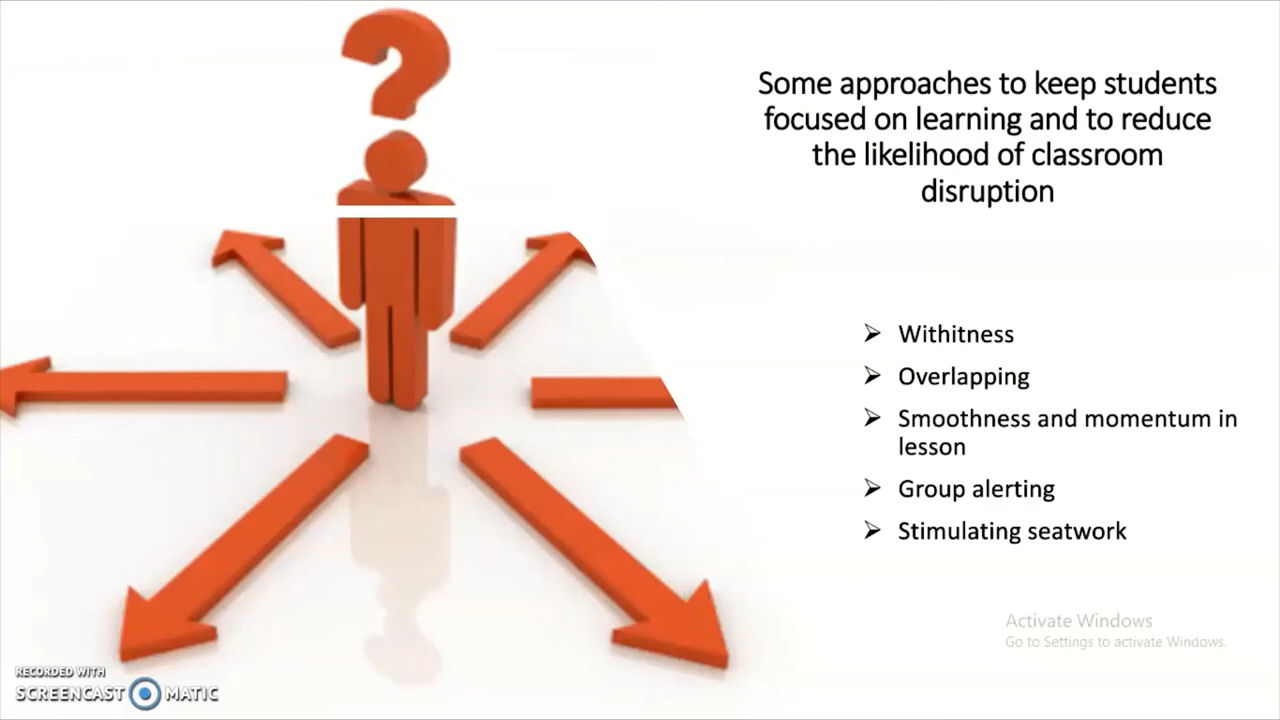 ?
Some approaches to keep students
focused on learning and to reduce
the likelihood of classroom
disruption
➢ Withitness
➢ Overlapping
➢ Smoothness and momentum in
lesson
➢ Group alerting
➢ Stimulating seatwork
Activate Windows
Go to Settings to activate Windows.
RECORDED WITH
SCREENCAST MATIC